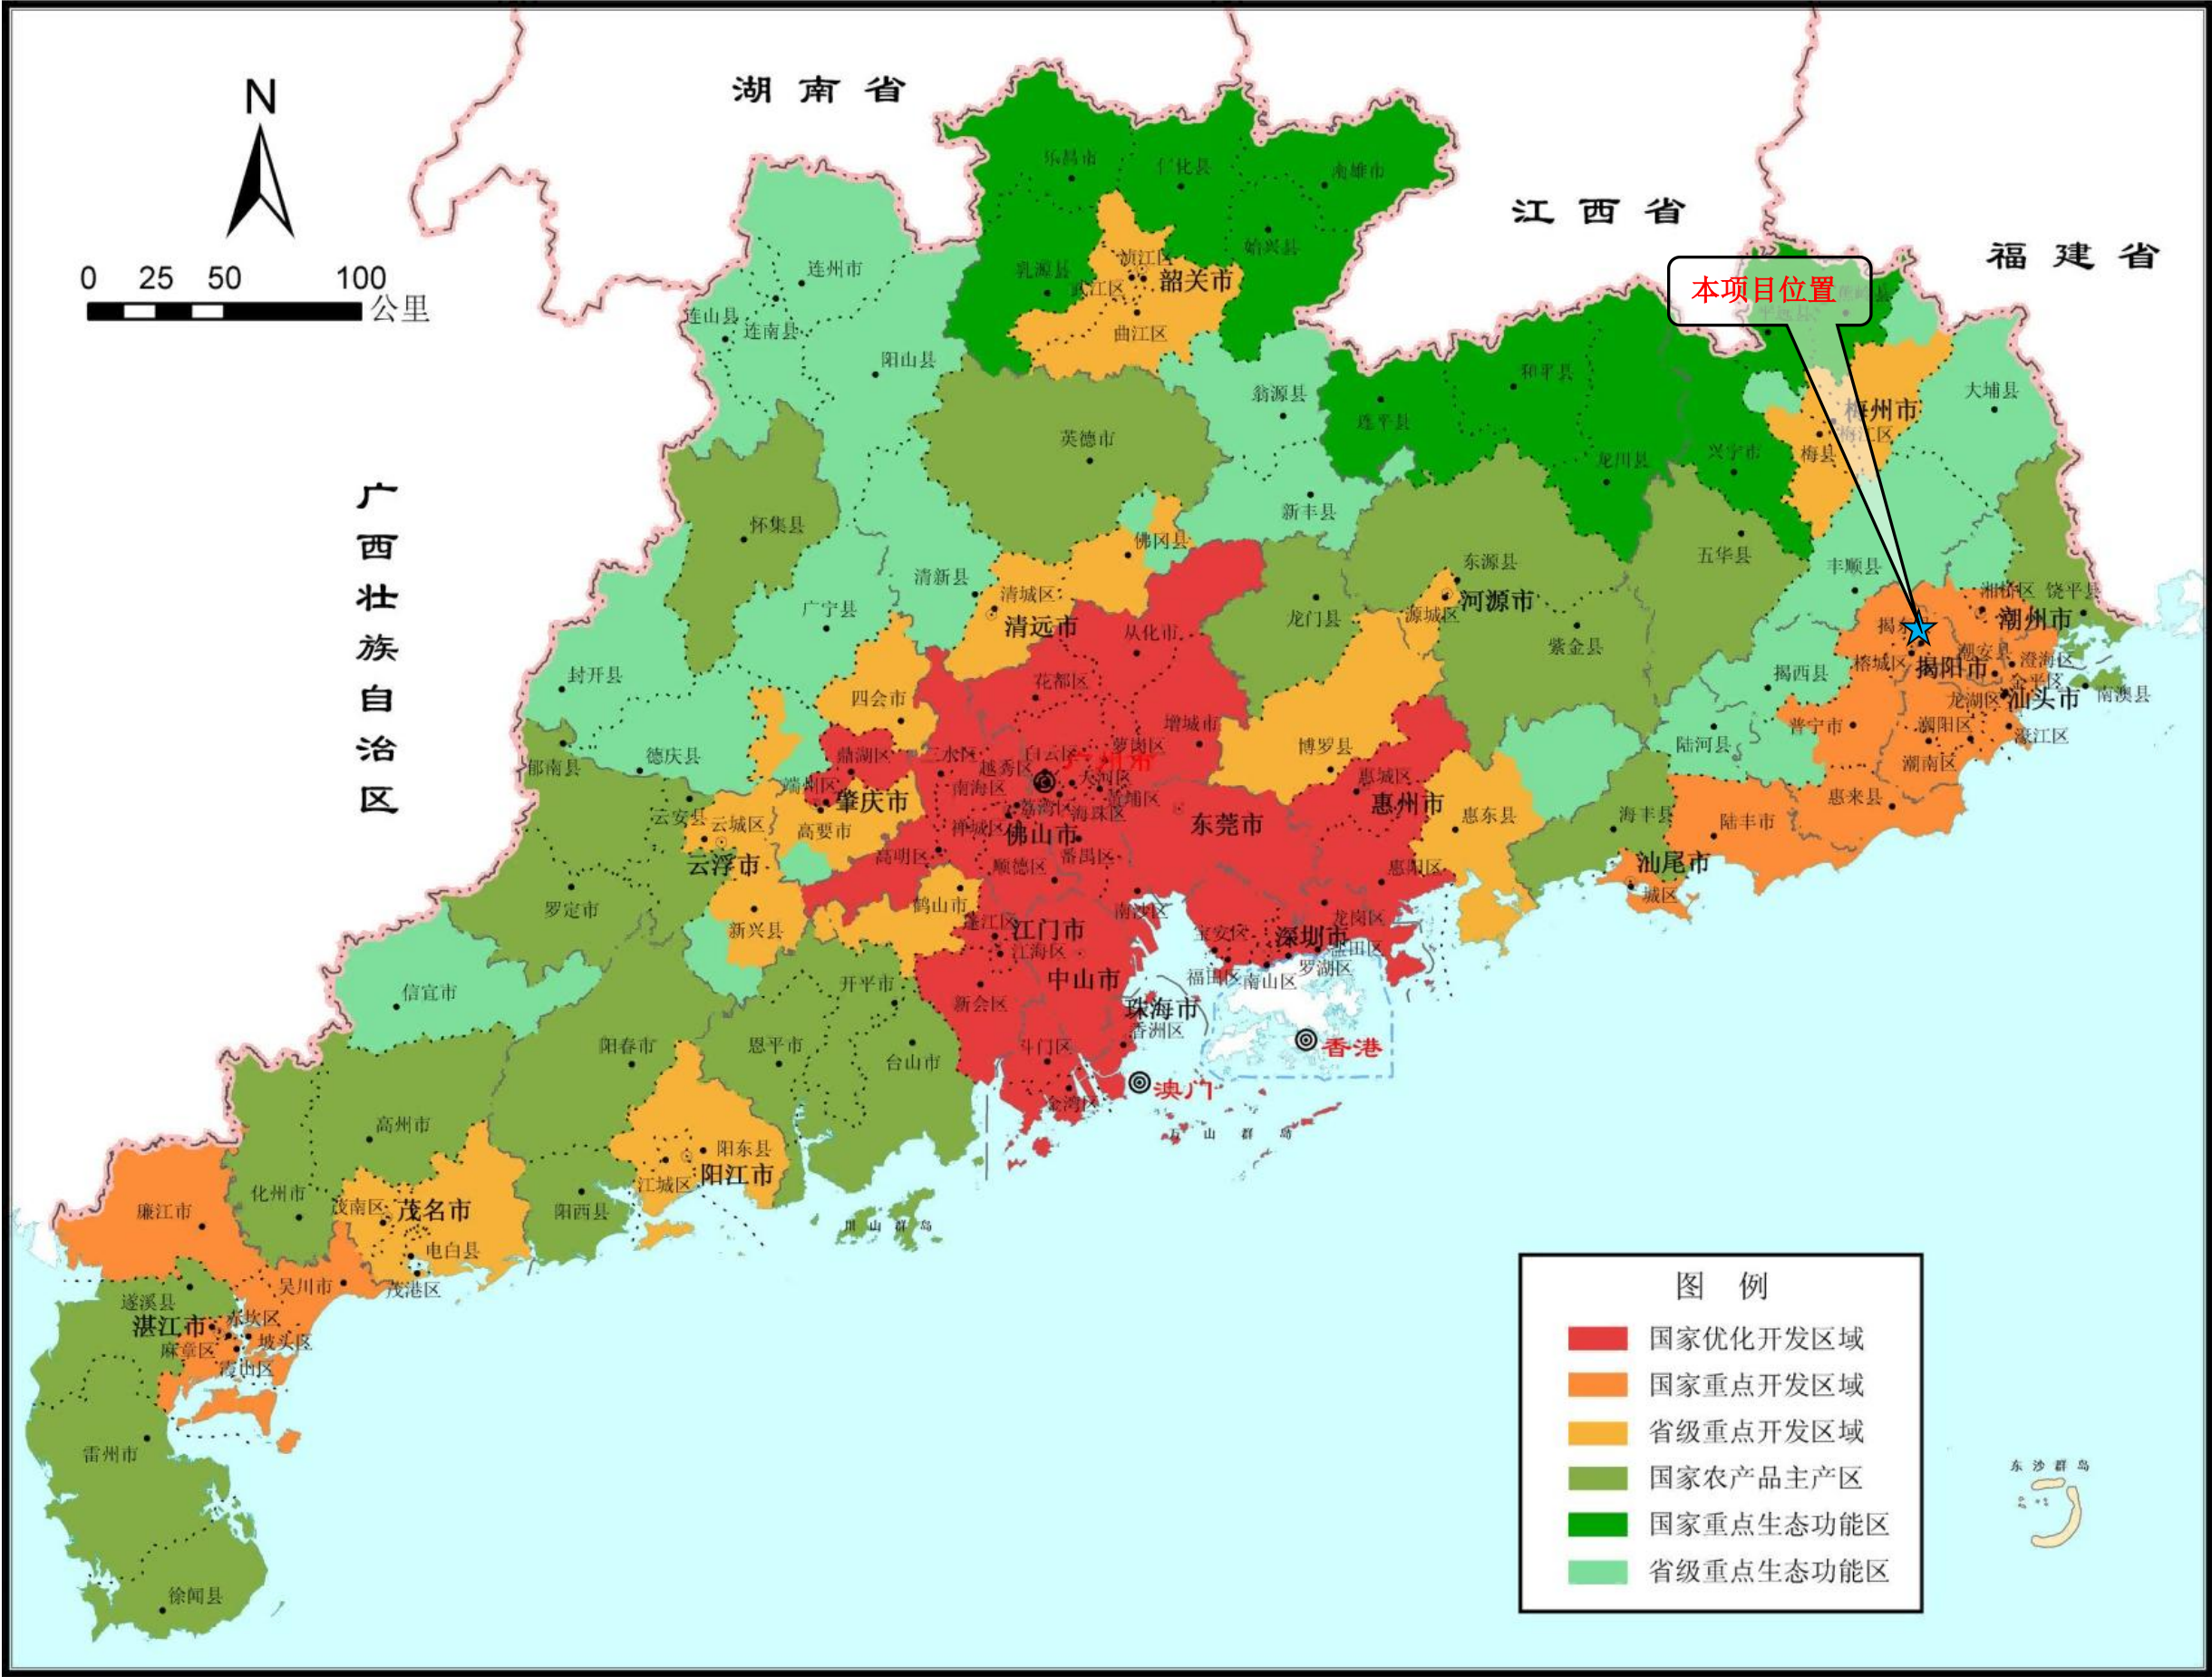 湖南省
江西省
福建省
广西壮族自治区
N
0 25 50 100
公里
本项目位置
乐昌市
仁化县
南雄市
始兴县
乳源县
浈江区
武江区
韶关市
曲江区
连州市
连山县
连南县
阳山县
翁源县
和平县
连平县
龙川县
兴宁市
平远县
梅州市
梅江区
梅县
大埔县
英德市
怀集县
新丰县
佛冈县
东源县
五华县
丰顺县
清新县
清城区
清远市
广宁县
从化市
龙门县
源城区
河源市
紫金县
湘桥区
饶平县
潮州市
榕城区
揭阳市
潮安县
澄海区
金平区
龙湖区
汕头市
南澳县
揭西县
封开县
四会市
花都区
增城市
博罗县
陆河县
普宁市
潮阳区
濠江区
潮南区
惠来县
郁南县
德庆县
鼎湖区
三水区
白云区
萝岗区
越秀区
广州市
天河区
端州区
肇庆市
南海区
荔湾区
海珠区
黄埔区
惠城区
惠州市
惠东县
海丰县
陆丰市
云安县
云城区
云浮市
高要市
禅城区
佛山市
东莞市
高明区
顺德区
番禺区
惠阳区
汕尾市
城区
罗定市
新兴县
鹤山市
蓬江区
江门市
江海区
南沙区
宝安区
深圳市
龙岗区
盐田区
福田区
南山区
罗湖区
中山市
珠海市
香洲区
新会区
开平市
信宜市
阳春市
恩平市
台山市
斗门区
金湾区
香港
澳门
万山群岛
高州市
阳东县
江城区
阳江市
化州市
茂南区
茂名市
阳西县
川山群岛
廉江市
电白县
茂港区
吴川市
遂溪县
赤坎区
湛江市
坡头区
麻章区
霞山区
雷州市
徐闻县
东沙群岛
图例
国家优化开发区域
国家重点开发区域
省级重点开发区域
国家农产品主产区
国家重点生态功能区
省级重点生态功能区